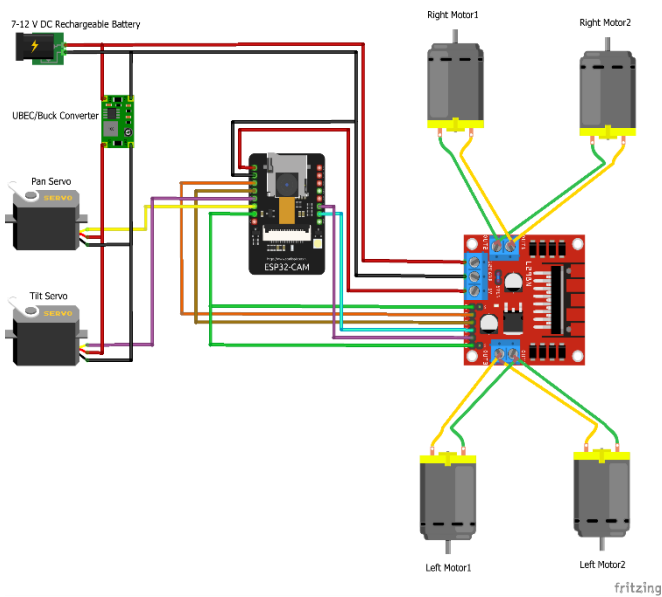 7-12 V DC Rechargeable Battery
Right Motor1
Right Motor2
UBEC/Buck Converter
Pan Servo
SERVO
ESP32-CAM
L298N
Tilt Servo
SERVO
Left Motor1
Left Motor2
fritzing